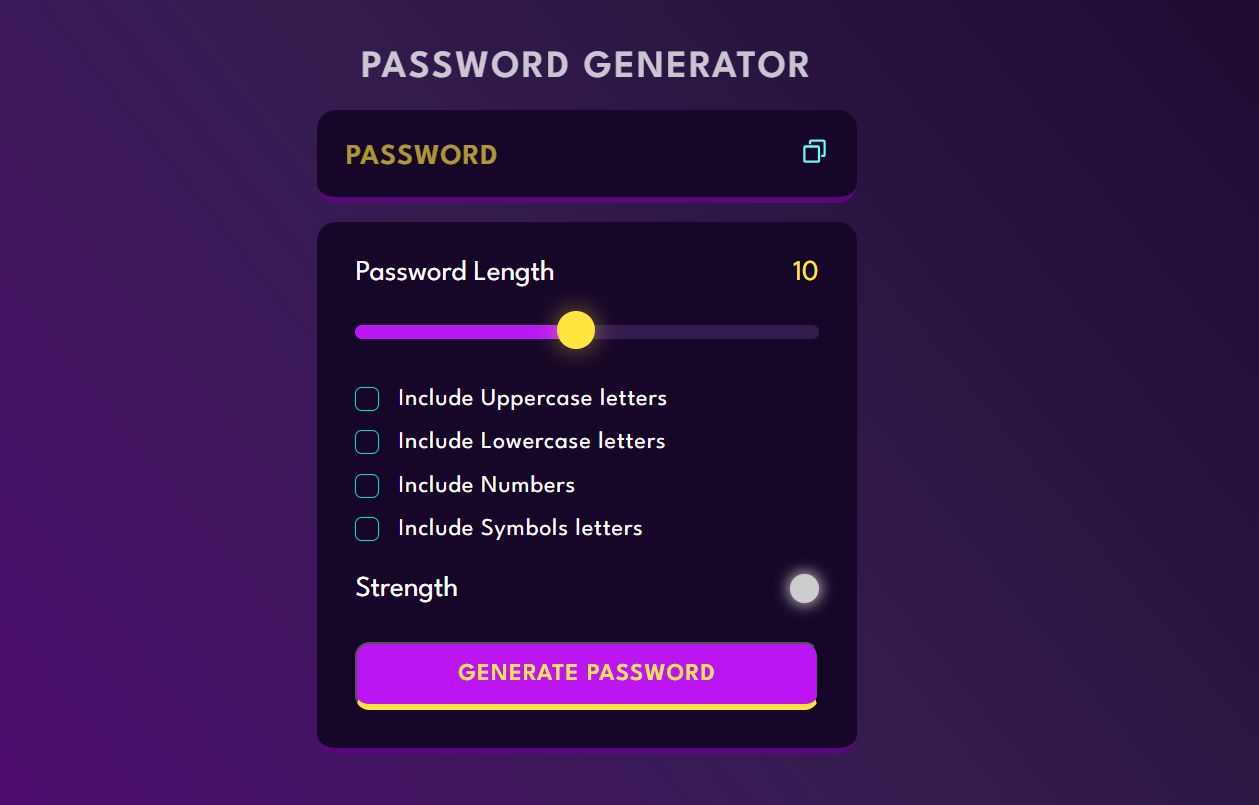 PASSWORD GENERATOR
PASSWORD
Password Length 10
Include Uppercase letters
Include Lowercase letters
Include Numbers
Include Symbols letters
Strength
GENERATE PASSWORD